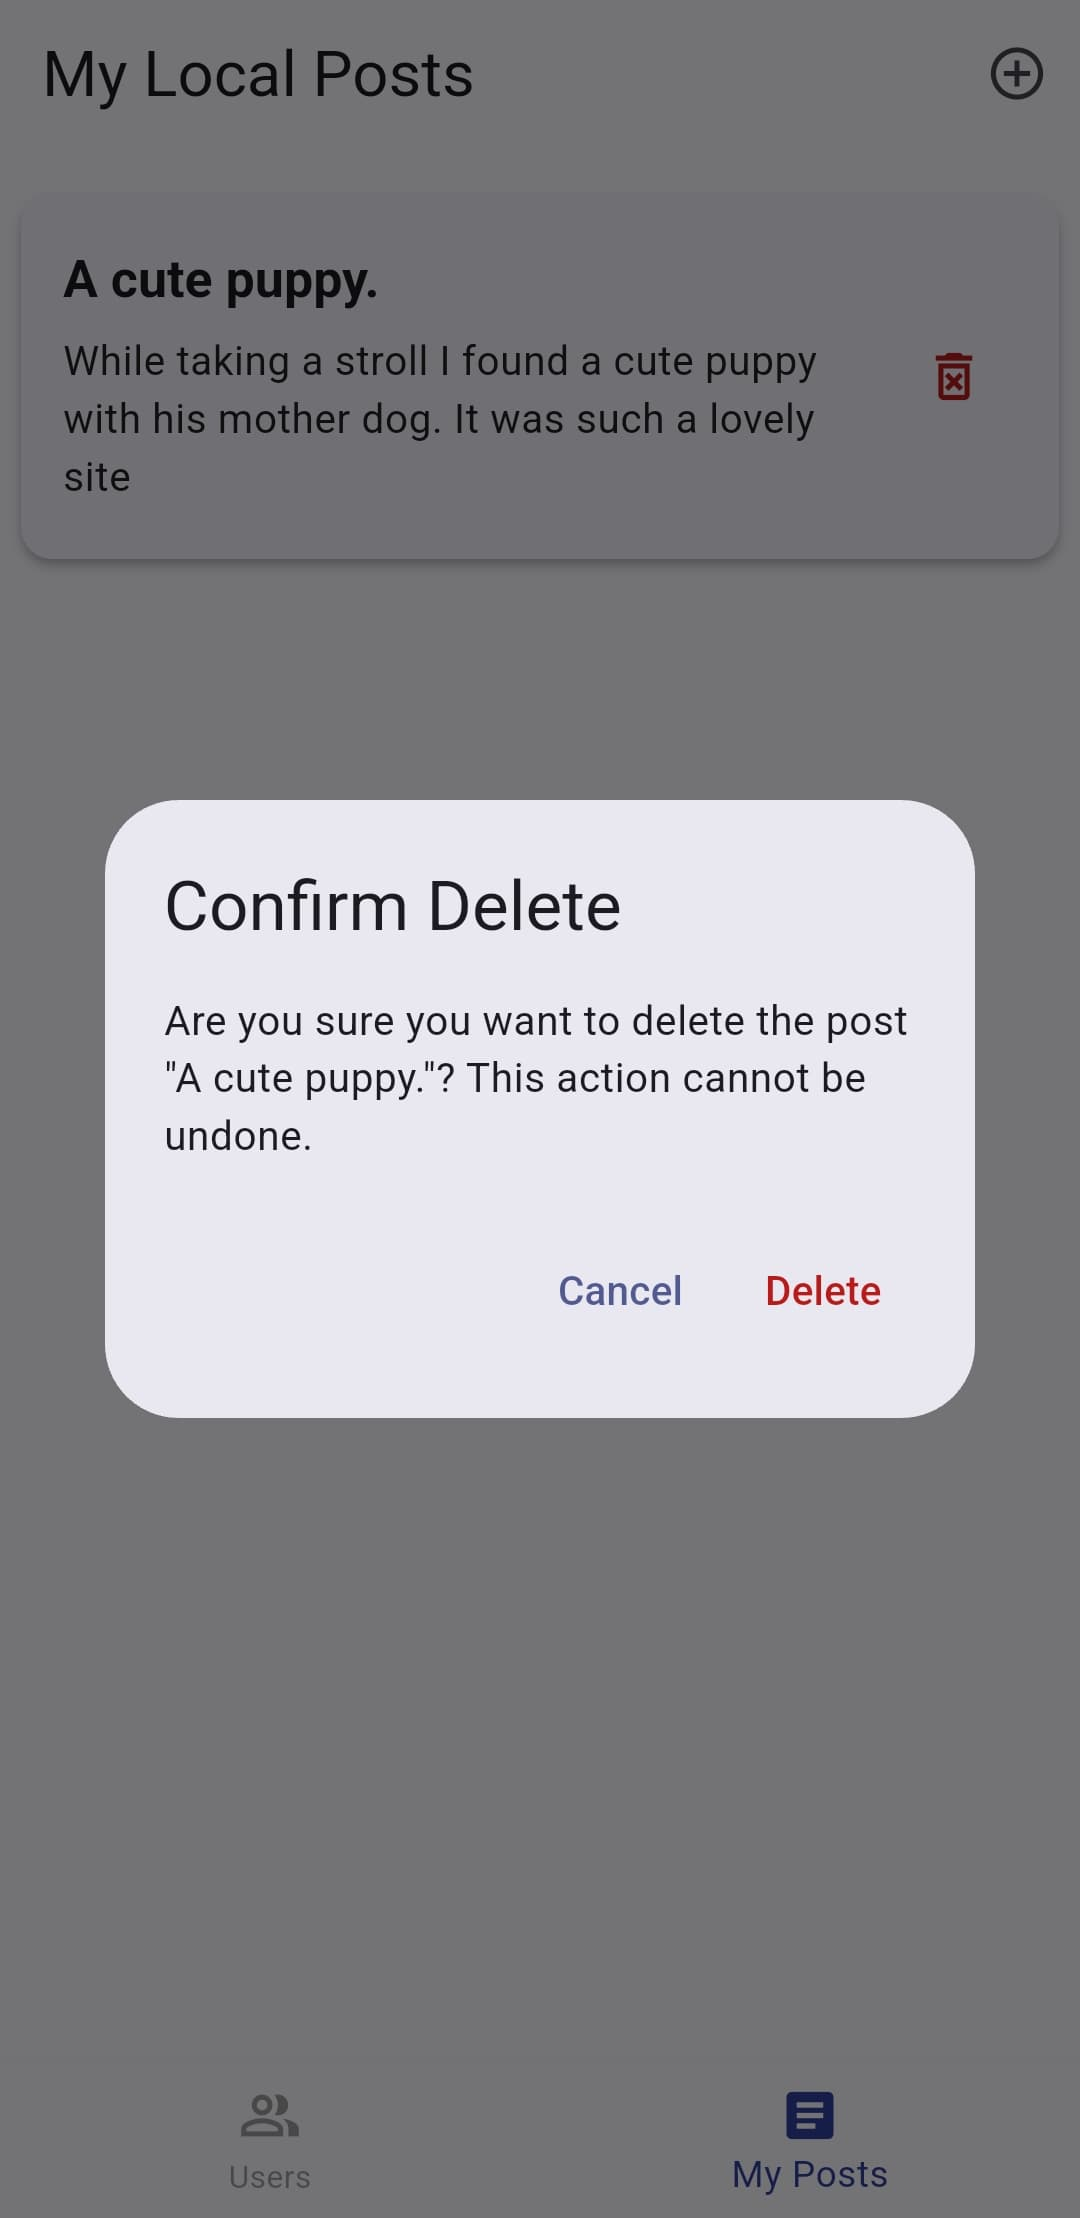 My Local Posts
A cute puppy.
While taking a stroll I found a cute puppy
with his mother dog. It was such a lovely
site
Confirm Delete
Are you sure you want to delete the post
"A cute puppy."? This action cannot be
undone.
Cancel Delete
Users My Posts